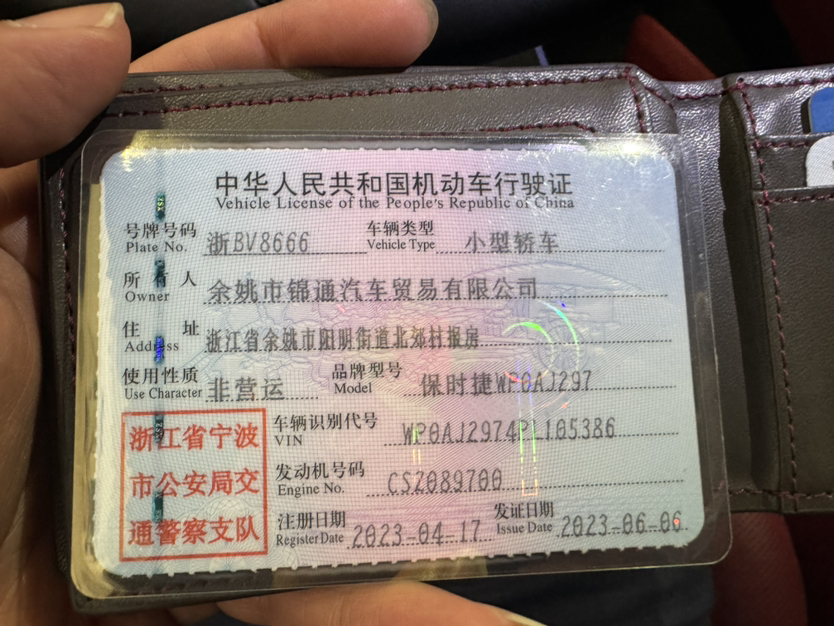 中华人民共和国机动车行驶证
Vehicle License of the People's Republic of China
号牌号码 浙BV8666 车辆类型 小型轿车
Plate No. Vehicle Type
所有人 余姚市锦通汽车贸易有限公司
Owner
住址 浙江省余姚市阳明街道北郊村报房
Address
使用性质 非营运 品牌型号 保时捷WP0AJ297
Use Character Model
浙江省宁波
市公安局交
通警察支队
车辆识别代号 WP0AJ2974PL105386
VIN
发动机号码 CSZ089700
Engine No.
注册日期 2023-04-17 发证日期 2023-06-06
Register Date Issue Date